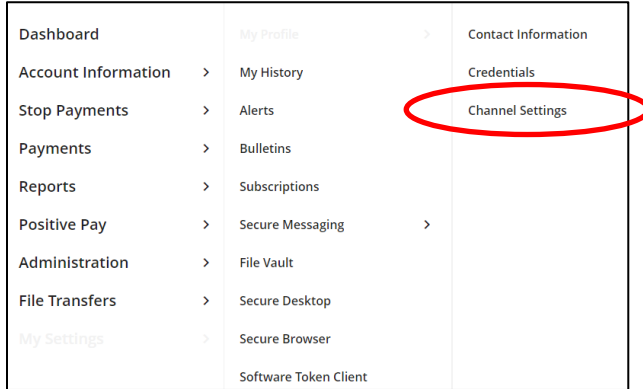 Dashboard
Account Information >
Stop Payments >
Payments >
Reports >
Positive Pay >
Administration >
File Transfers >
My Settings >
My Profile >
My History
Alerts
Bulletins
Subscriptions
Secure Messaging >
File Vault
Secure Desktop
Secure Browser
Software Token Client
Contact Information
Credentials
Channel Settings